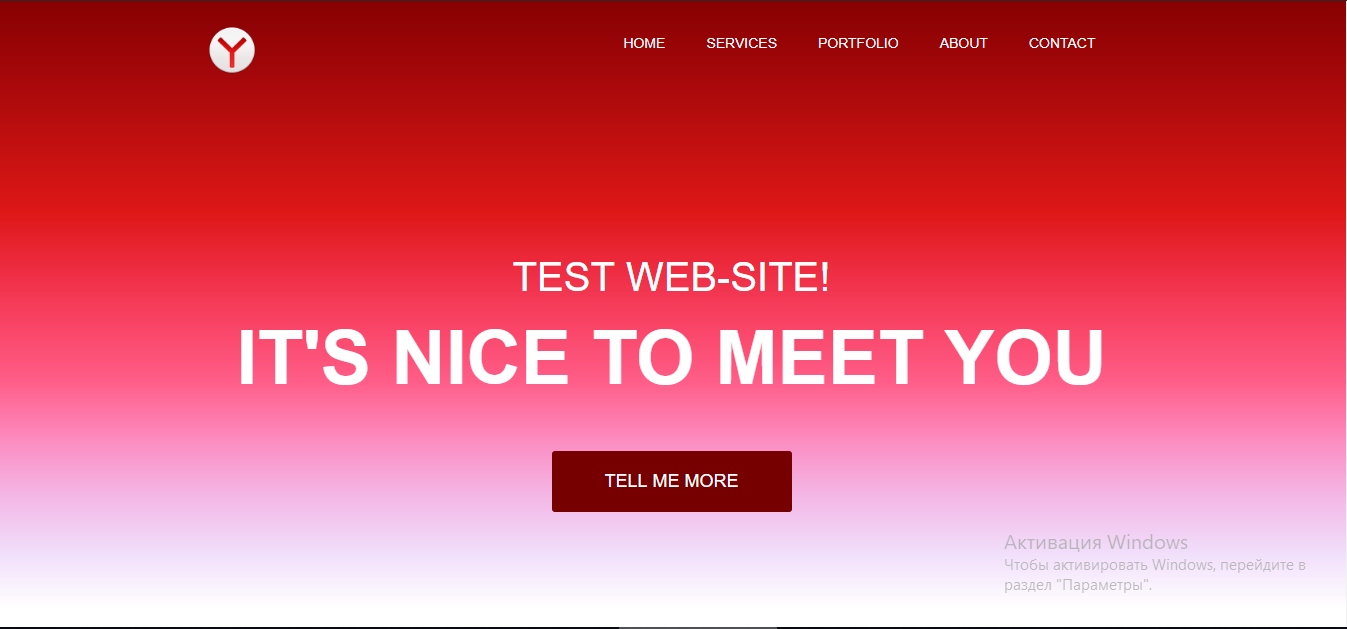 HOME SERVICES PORTFOLIO ABOUT CONTACT
TEST WEB-SITE!
IT'S NICE TO MEET YOU
TELL ME MORE
Активация Windows
Чтобы активировать Windows, перейдите в
раздел "Параметры".